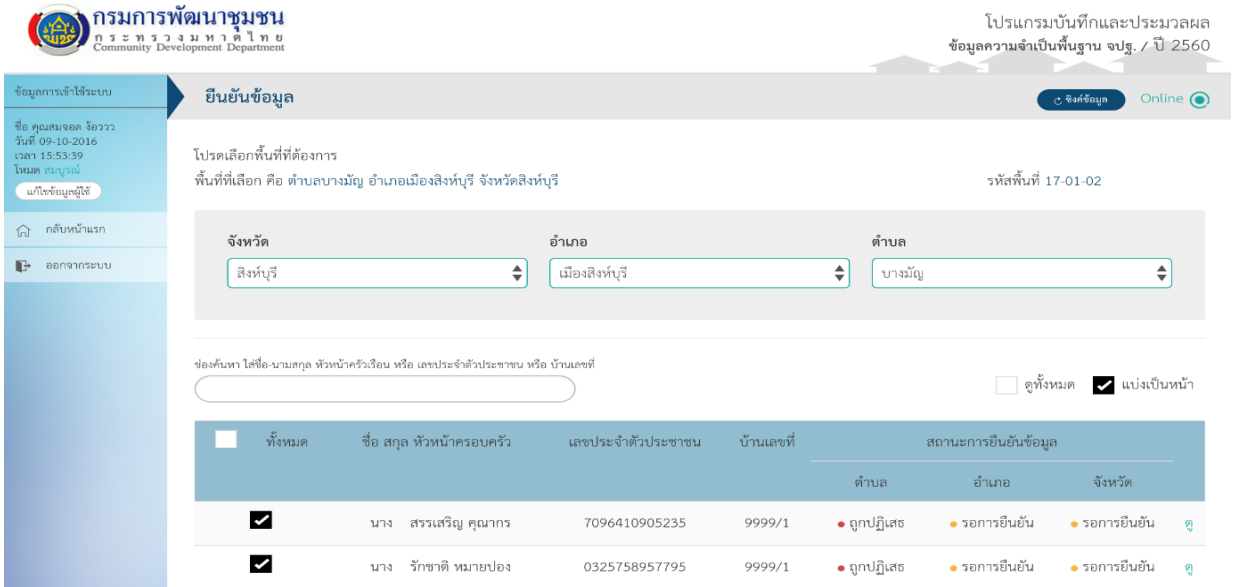 กรมการพัฒนาชุมชน
กระทรวงมหาดไทย
Community Development Department
โปรแกรมบันทึกและประมวลผล
ข้อมูลความจำเป็นพื้นฐาน จปฐ. / ปี 2560
ข้อมูลการเข้าใช้ระบบ
ชื่อ คุณสมจอต ง้อววว
วันที่ 09-10-2016
เวลา 15:53:39
โหมด สมบูรณ์
แก้ไขข้อมูลผู้ใช้
กลับหน้าแรก
ออกจากระบบ
ยืนยันข้อมูล
ซิงค์ข้อมูล Online
โปรดเลือกพื้นที่ที่ต้องการ
พื้นที่ที่เลือก คือ ตำบลบางมัญ อำเภอเมืองสิงห์บุรี จังหวัดสิงห์บุรี รหัสพื้นที่ 17-01-02
จังหวัด อำเภอ ตำบล
สิงห์บุรี เมืองสิงห์บุรี บางมัญ
ช่องค้นหา ใส่ชื่อ-นามสกุล หัวหน้าครัวเรือน หรือ เลขประจำตัวประชาชน หรือ บ้านเลขที่
ดูทั้งหมด แบ่งเป็นหน้า
ทั้งหมด ชื่อ สกุล หัวหน้าครอบครัว เลขประจำตัวประชาชน บ้านเลขที่ สถานะการยืนยันข้อมูล
ตำบล อำเภอ จังหวัด
นาง สรรเสริญ คุณากร 7096410905235 9999/1 ถูกปฏิเสธ รอการยืนยัน รอการยืนยัน ดู
นาง รักชาติ หมายปอง 0325758957795 9999/1 ถูกปฏิเสธ รอการยืนยัน รอการยืนยัน ดู